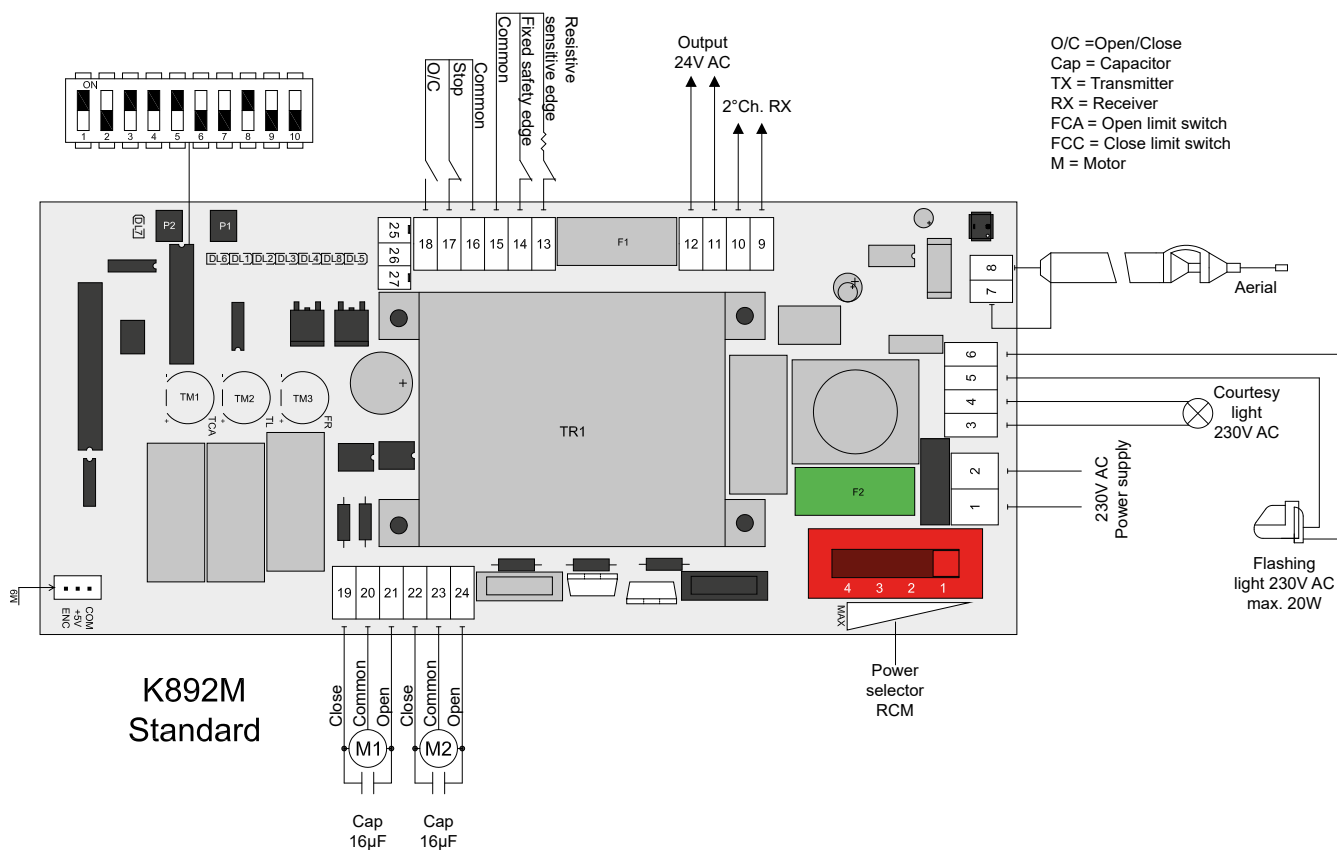 ON
1 2 3 4 5 6 7 8 9 10
O/C
Stop
Common
Common
Fixed safety edge
Resistive
sensitive edge
Output
24V AC
2°Ch. RX
O/C =Open/Close
Cap = Capacitor
TX = Transmitter
RX = Receiver
FCA = Open limit switch
FCC = Close limit switch
M = Motor
DL7
P2
P1
DL6 DL1 DL2 DL3 DL4 DL8 DL5
25
26
27
18 17 16 15 14 13
F1
12 11 10 9
8
7
Aerial
6
5
4
3
2
1
Courtesy
light
230V AC
230V AC
Power supply
Flashing
light 230V AC
max. 20W
TM1
TCA
TM2
TL
TM3
FR
TR1
F2
4 3 2 1
MAX
Power
selector
RCM
M9
COM
+5V
ENC
19 20 21 22 23 24
Close
Common
Open
Close
Common
Open
M1
M2
Cap
16µF
Cap
16µF
K892M
Standard